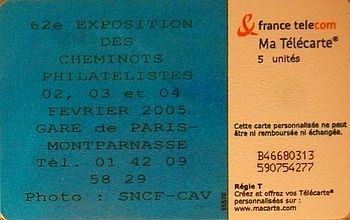 62e EXPOSITION
DES
CHEMINOTS
PHILATELISTES
02, 03 et 04
FEVRIER 2005
GARE de PARIS-
MONTPARNASSE
Tél. 01 42 09
58 29
Photo : SNCF-CAV
france telecom
Ma Télécarte®
5 unités
Cette carte personnalisée ne peut
être ni remboursée ni échangée.
B46680313
590754277
Régie T
Créez et offrez vos Télécarte®
personnalisées sur :
www.macarte.com